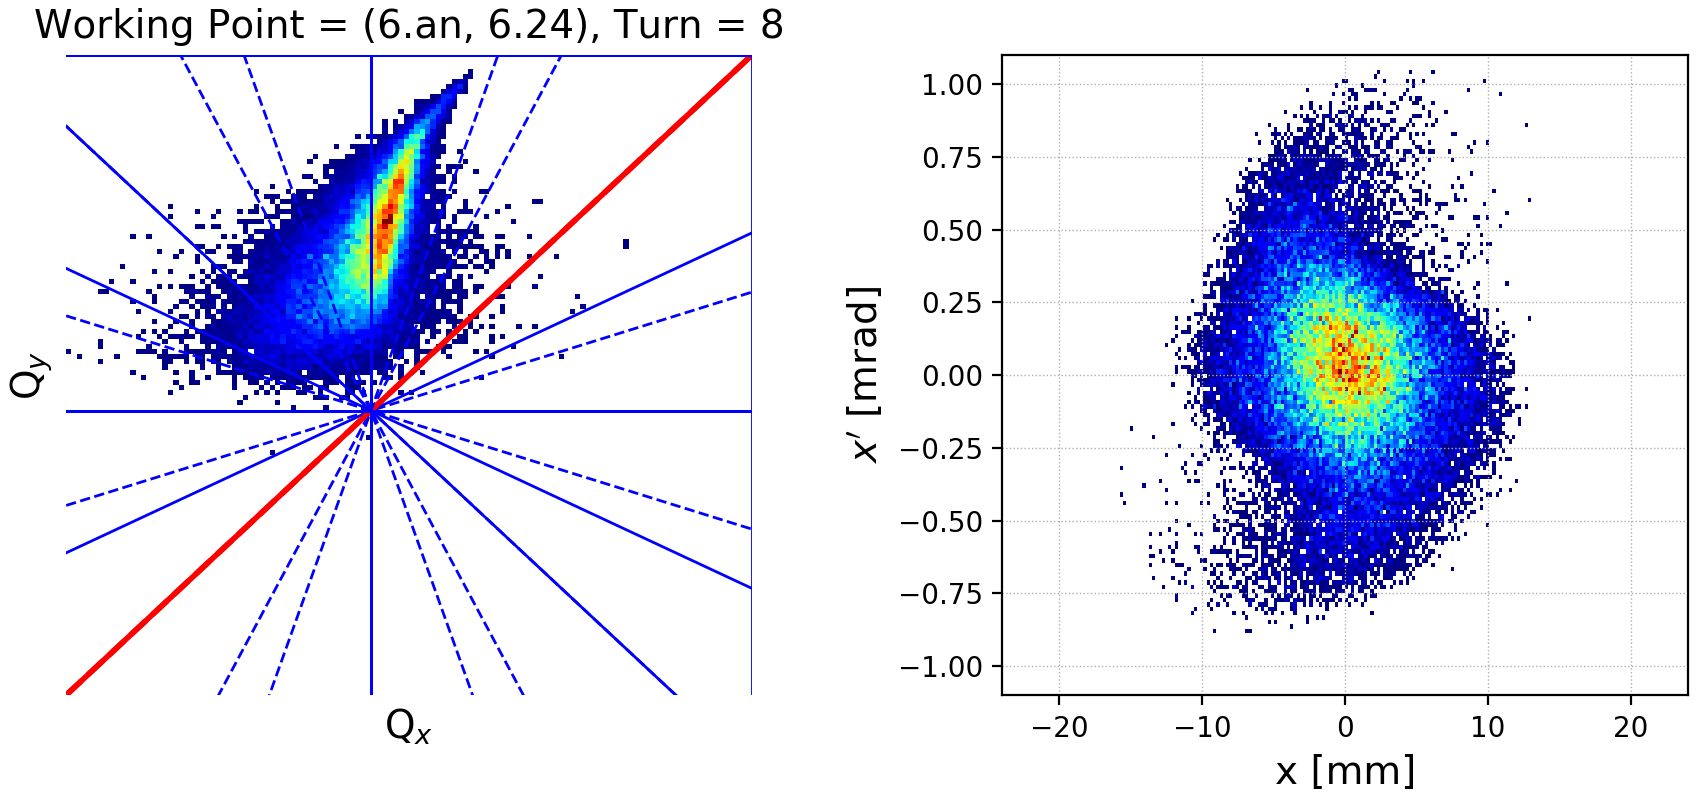 Working Point = (6.an, 6.24), Turn = 8
Qy
Qx
1.00
0.75
0.50
0.25
0.00
−0.25
−0.50
−0.75
−1.00
x′ [mrad]
−20 −10 0 10 20
x [mm]